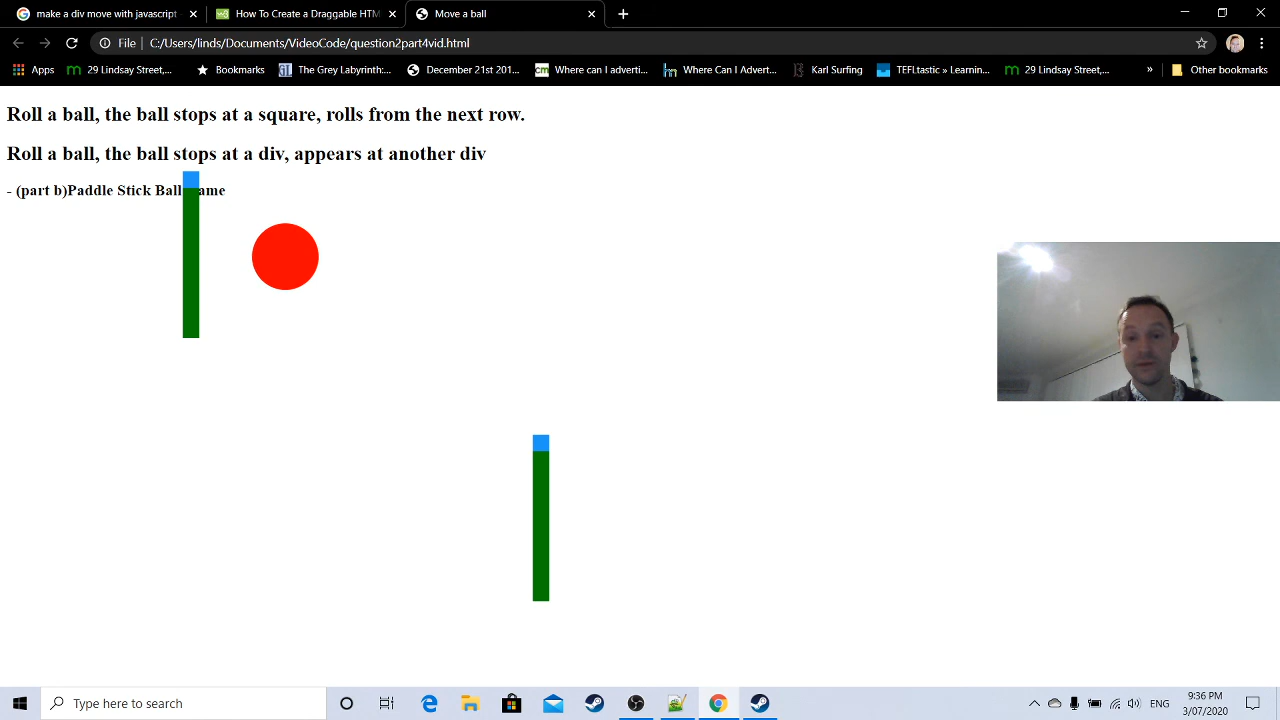 make a div move with javascript
How To Create a Draggable HTM
Move a ball
File
C:/Users/linds/Documents/VideoCode/question2part4vid.html
Apps
29 Lindsay Street,...
Bookmarks
The Grey Labyrinth:...
December 21st 201...
Where can I adverti...
Where Can I Advert...
Karl Surfing
TEFLtastic » Learnin...
29 Lindsay Street,...
»
Other bookmarks
Roll a ball, the ball stops at a square, rolls from the next row.
Roll a ball, the ball stops at a div, appears at another div
- (part b)Paddle Stick Ball ame
Type here to search
ENG
9:36 PM
3/07/2020